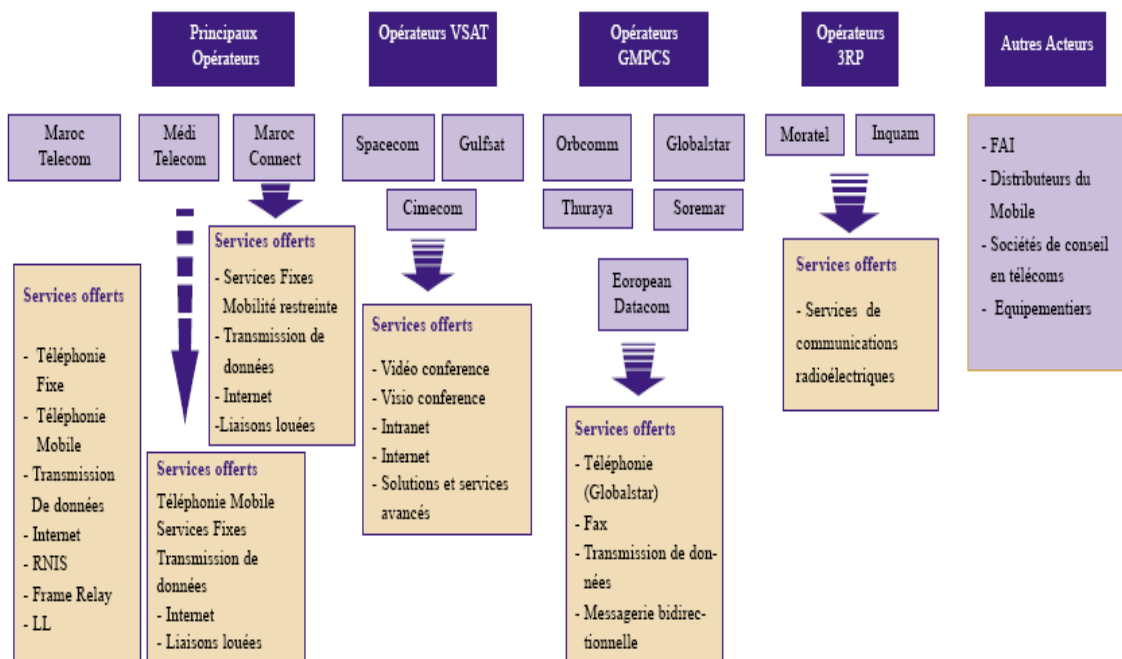 Principaux
Opérateurs
Opérateurs VSAT
Opérateurs
GMPCS
Opérateurs
3RP
Autres Acteurs
Maroc
Telecom
Médi
Telecom
Maroc
Connect
Spacecom
Gulfsat
Cimecom
Orbcomm
Globalstar
Thuraya
Soremar
Eoropean
Datacom
Moratel
Inquam
- FAI
- Distributeurs du
Mobile
- Sociétés de conseil
en télécoms
- Equipementiers
Services offerts
- Téléphonie
Fixe
- Téléphonie
Mobile
- Transmission
De données
- Internet
- RNIS
- Frame Relay
- LL
Services offerts
Téléphonie Mobile
Services Fixes
Transmission de
données
- Internet
- Liaisons louées
Services offerts
- Services Fixes
Mobilité restreinte
- Transmission de
données
- Internet
-Liaisons louées
Services offerts
- Vidéo conference
- Visio conference
- Intranet
- Internet
- Solutions et services
avancés
Services offerts
- Téléphonie
(Globalstar)
- Fax
- Transmission de don-
nées
- Messagerie bidirec-
tionnelle
Services offerts
- Services de
communications
radioélectriques